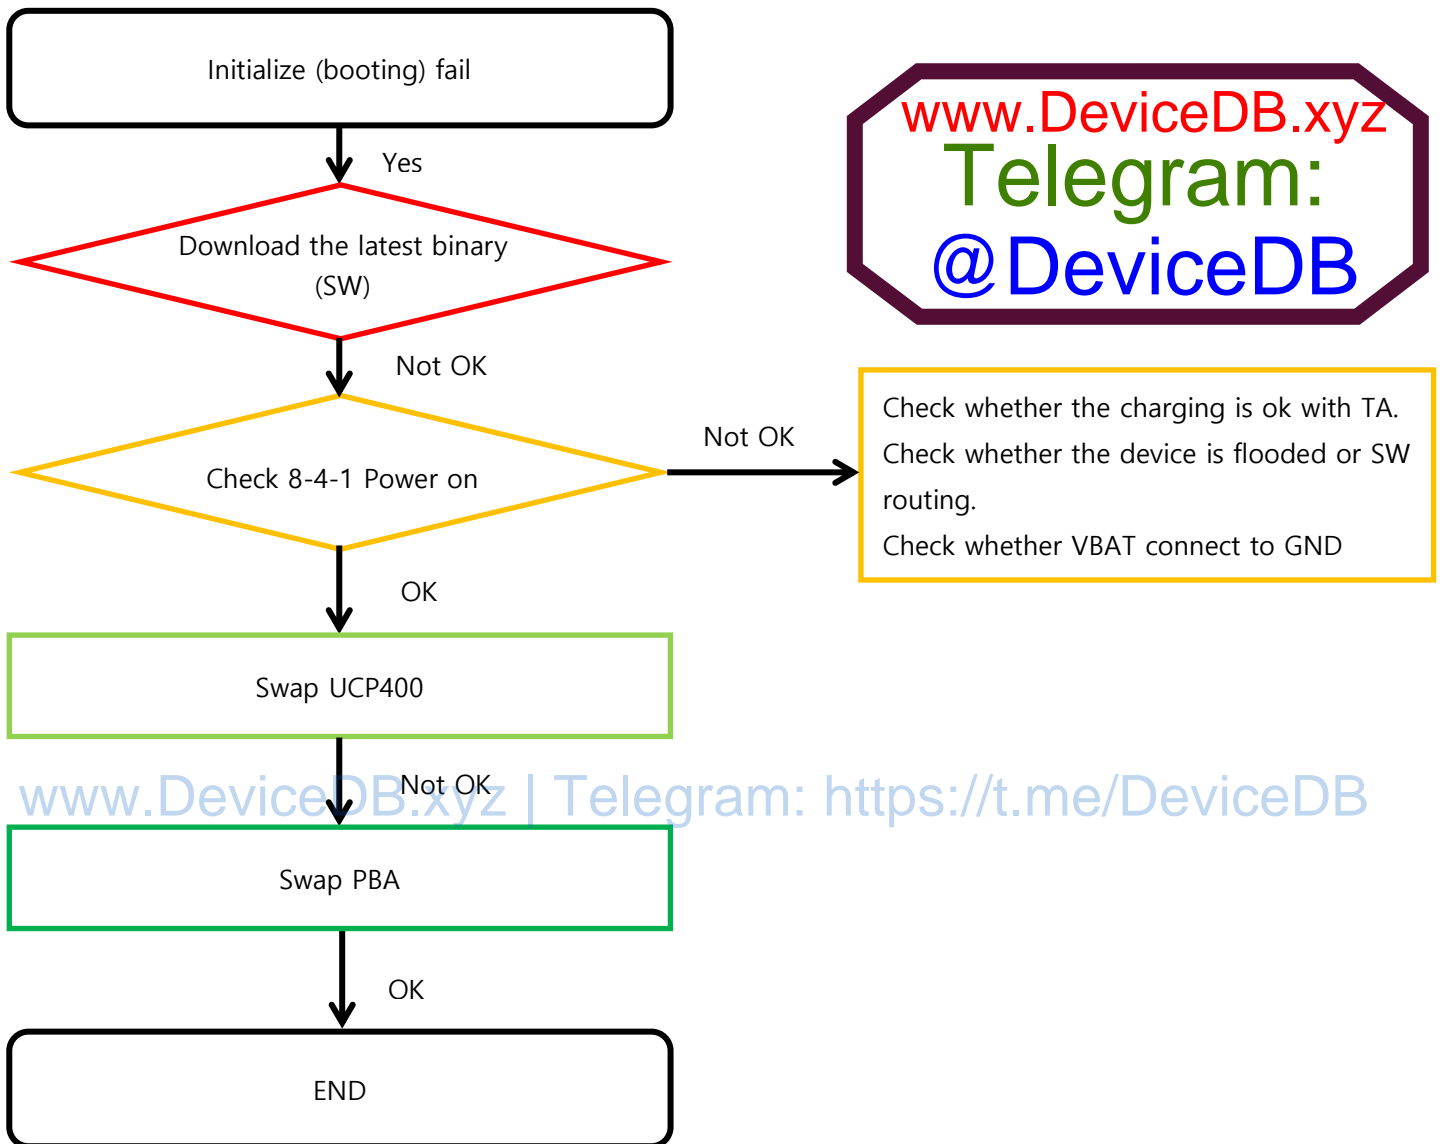 Initialize (booting) fail
www.DeviceDB.xyz
Telegram:
@DeviceDB
Yes
Download the latest binary
(SW)
Not OK
Check 8-4-1 Power on
Not OK
Check whether the charging is ok with TA.
Check whether the device is flooded or SW
routing.
Check whether VBAT connect to GND
OK
Swap UCP400
Not OK
www.DeviceDB.xyz | Telegram: https://t.me/DeviceDB
Swap PBA
OK
END